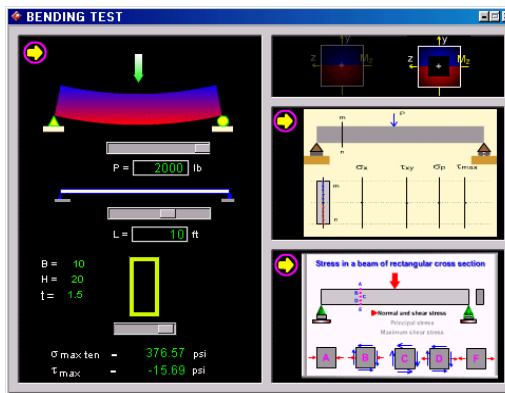 BENDING TEST
P = 2000 lb
L = 10 ft
B = 10
H = 20
t = 1.5
σ max ten = 376.57 psi
τ max = -15.69 psi
y y
z Mz z Mz
P
m
n
σx τxy σp τmax
m
n
Stress in a beam of rectangular cross section
A
B
C
D
E
Normal and shear stress
Principal stress
Maximum shear stress
A B C D F